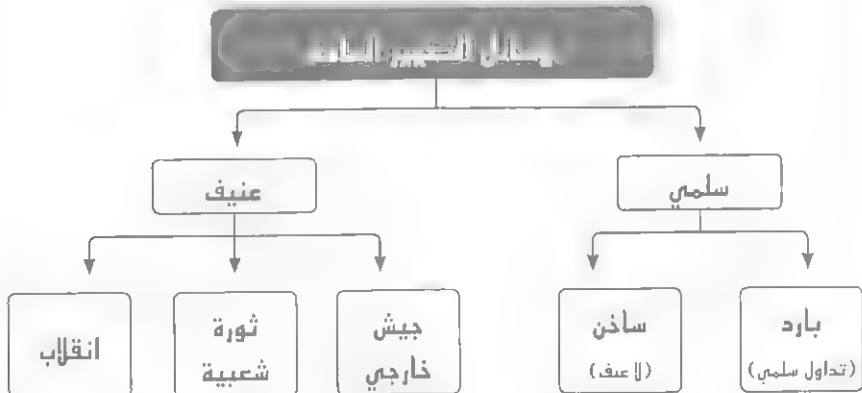 سلمي
عنيف
بارد
(تداول سلمي)
ساخن
(لا عنف)
جيش
خارجي
ثورة
شعبية
انقلاب